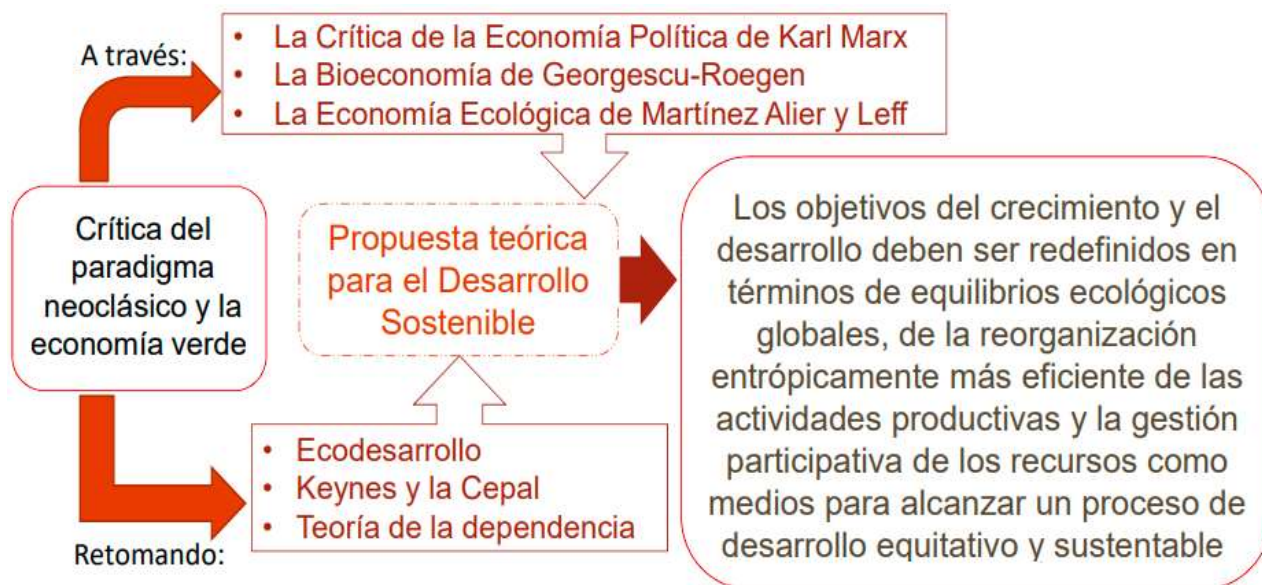 A través:
• La Crítica de la Economía Política de Karl Marx
• La Bioeconomía de Georgescu-Roegen
• La Economía Ecológica de Martínez Alier y Leff
Crítica del
paradigma
neoclásico y la
economía verde
Propuesta teórica
para el Desarrollo
Sostenible
Los objetivos del crecimiento y el
desarrollo deben ser redefinidos en
términos de equilibrios ecológicos
globales, de la reorganización
entrópicamente más eficiente de las
actividades productivas y la gestión
participativa de los recursos como
medios para alcanzar un proceso de
desarrollo equitativo y sustentable
• Ecodesarrollo
• Keynes y la Cepal
• Teoría de la dependencia
Retomando: